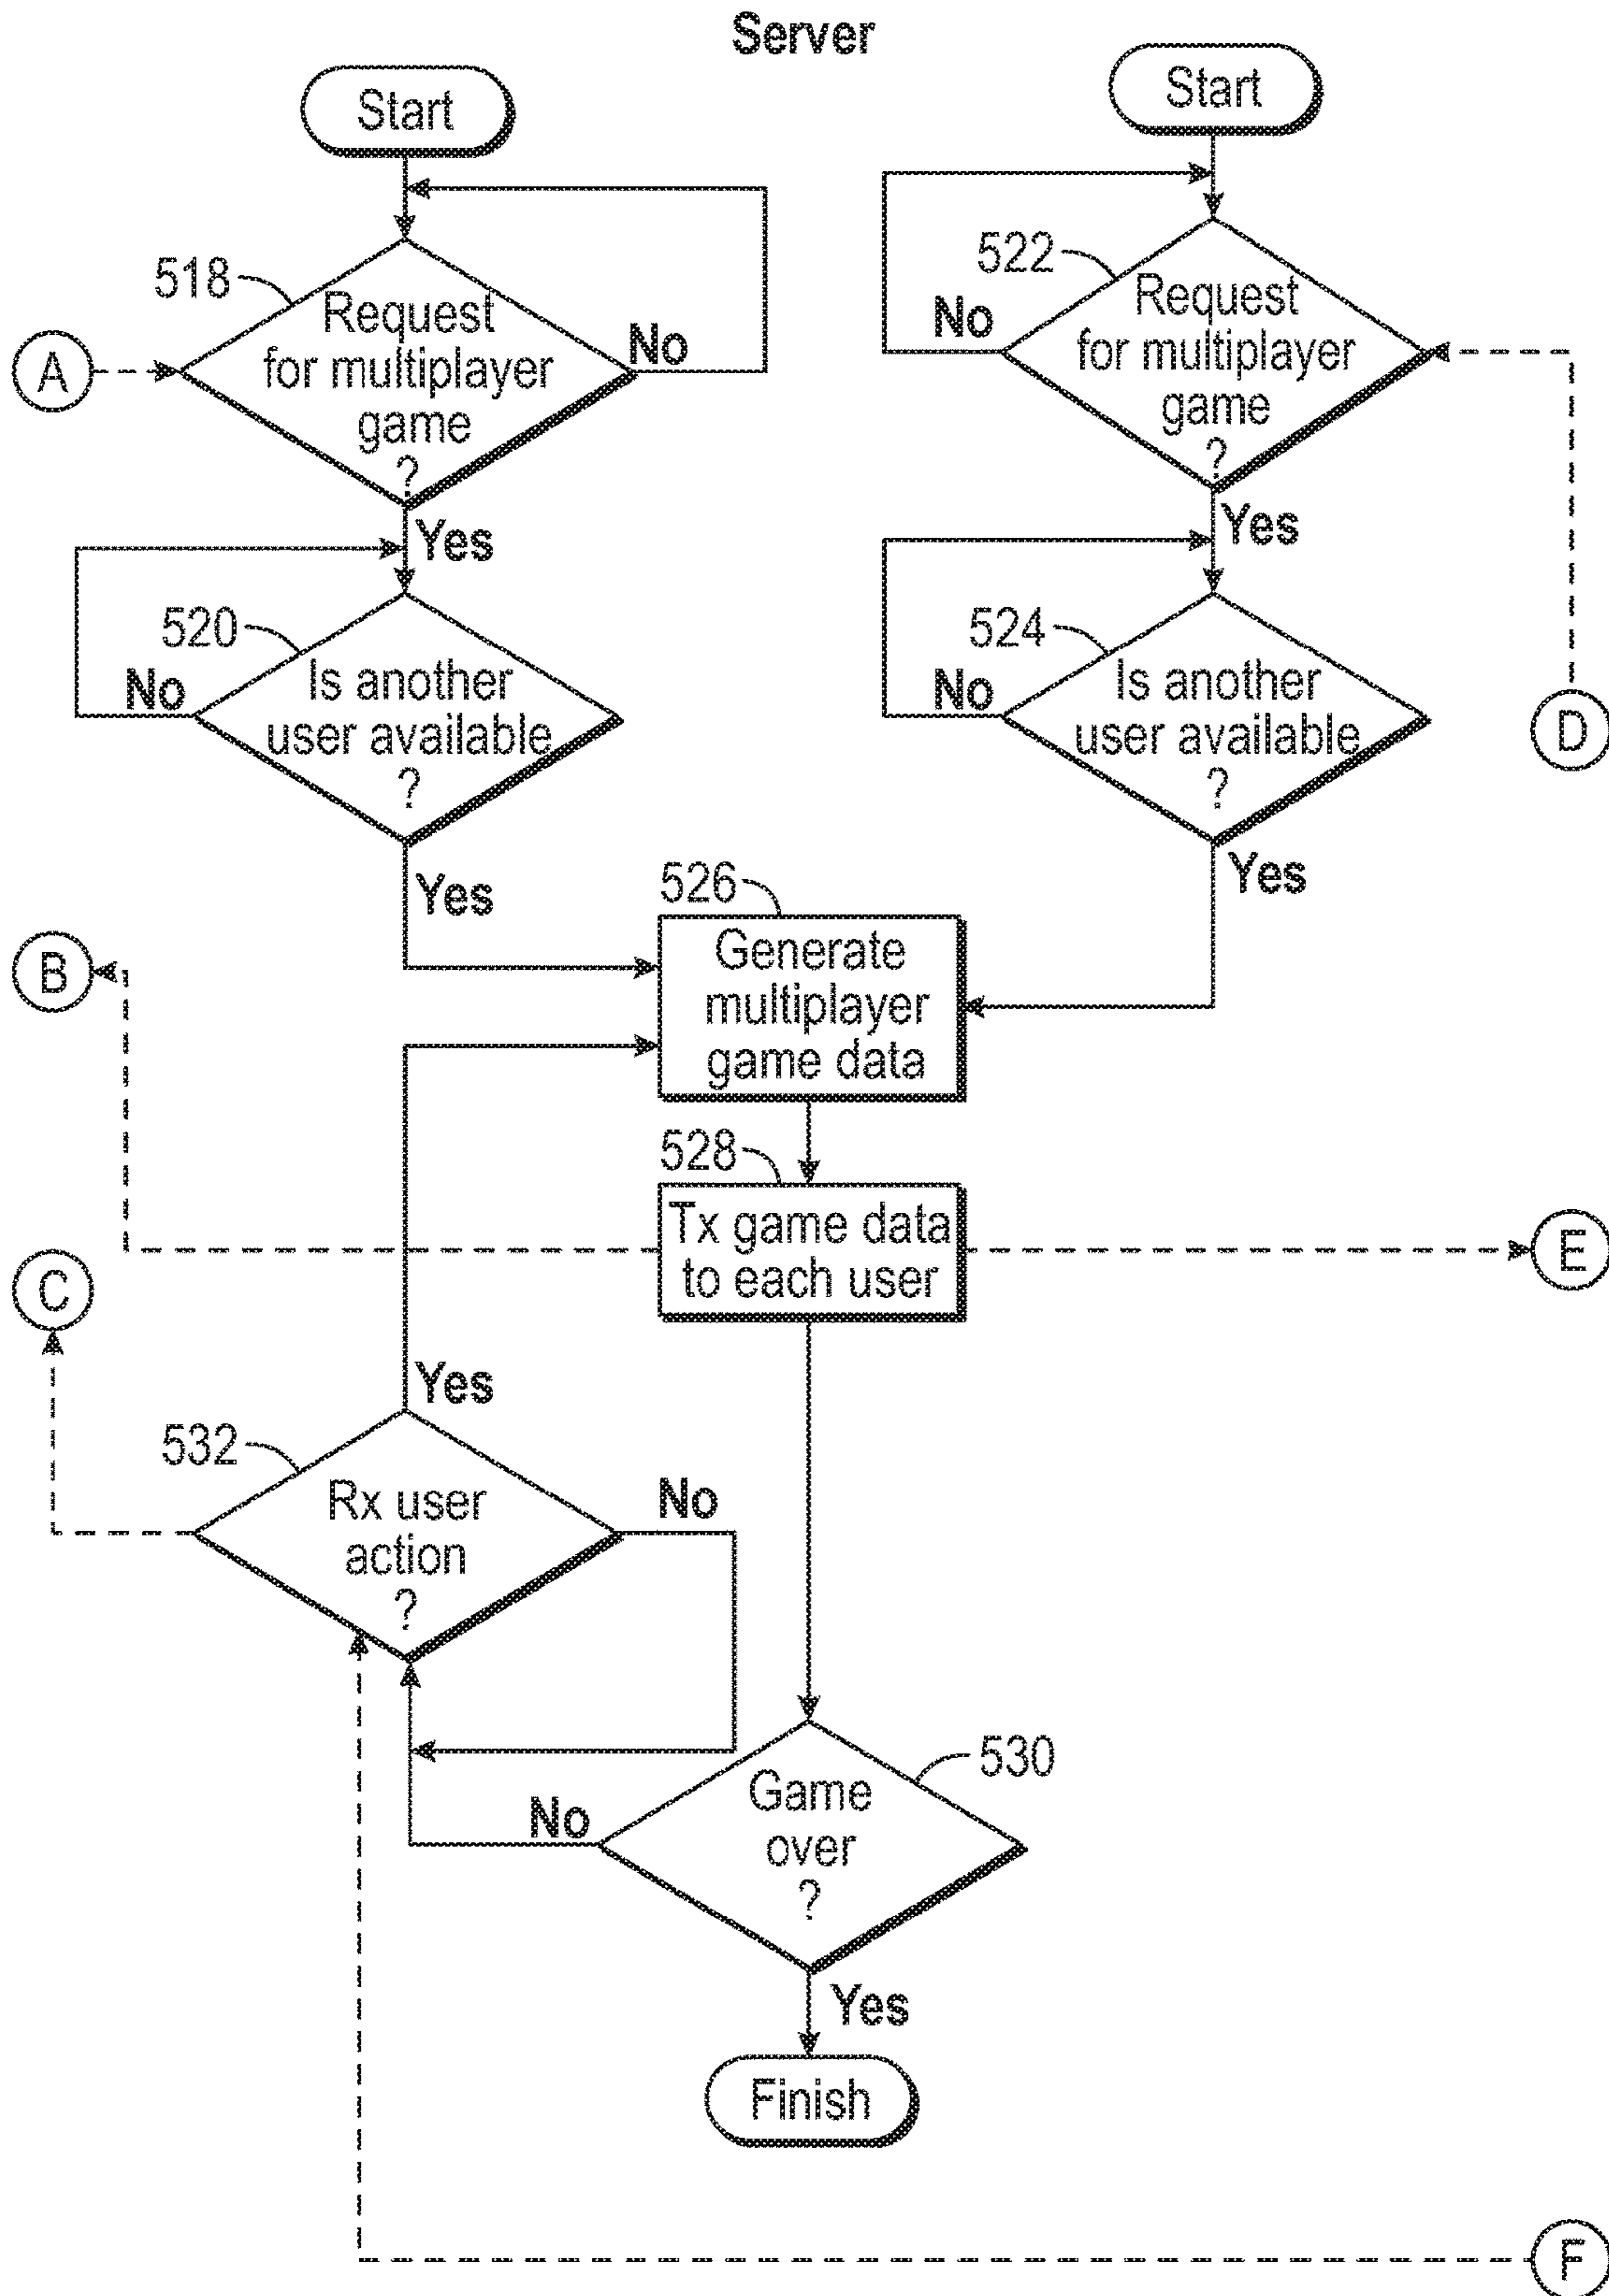 Server
Start
Start
518
Request
for multiplayer
game
?
No
A
Yes
522
Request
for multiplayer
game
?
No
Yes
520
Is another
user available
?
No
Yes
524
Is another
user available
?
No
Yes
D
526
Generate
multiplayer
game data
B
528
Tx game data
to each user
E
C
Yes
532
Rx user
action
?
No
530
Game
over
?
No
Yes
Finish
F